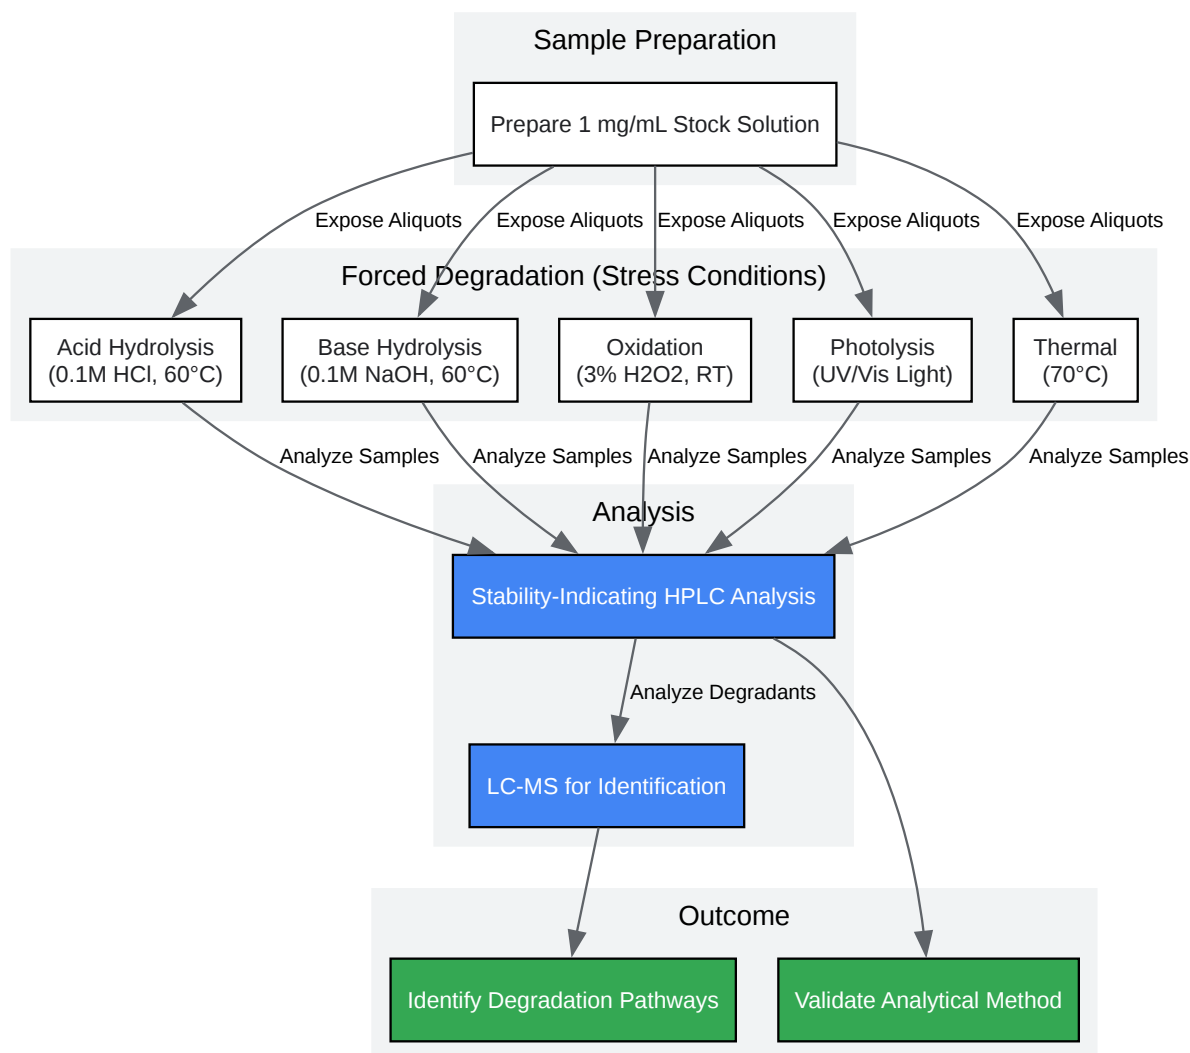 Sample Preparation
Prepare 1 mg/mL Stock Solution
Expose Aliquots
Expose Aliquots
Expose Aliquots
Expose Aliquots
Expose Aliquots
Forced Degradation (Stress Conditions)
Acid Hydrolysis
(0.1M HCl, 60°C)
Base Hydrolysis
(0.1M NaOH, 60°C)
Oxidation
(3% H2O2, RT)
Photolysis
(UV/Vis Light)
Thermal
(70°C)
Analyze Samples
Analyze Samples
Analyze Samples
Analyze Samples
Analyze Samples
Analysis
Stability-Indicating HPLC Analysis
Analyze Degradants
LC-MS for Identification
Outcome
Identify Degradation Pathways
Validate Analytical Method